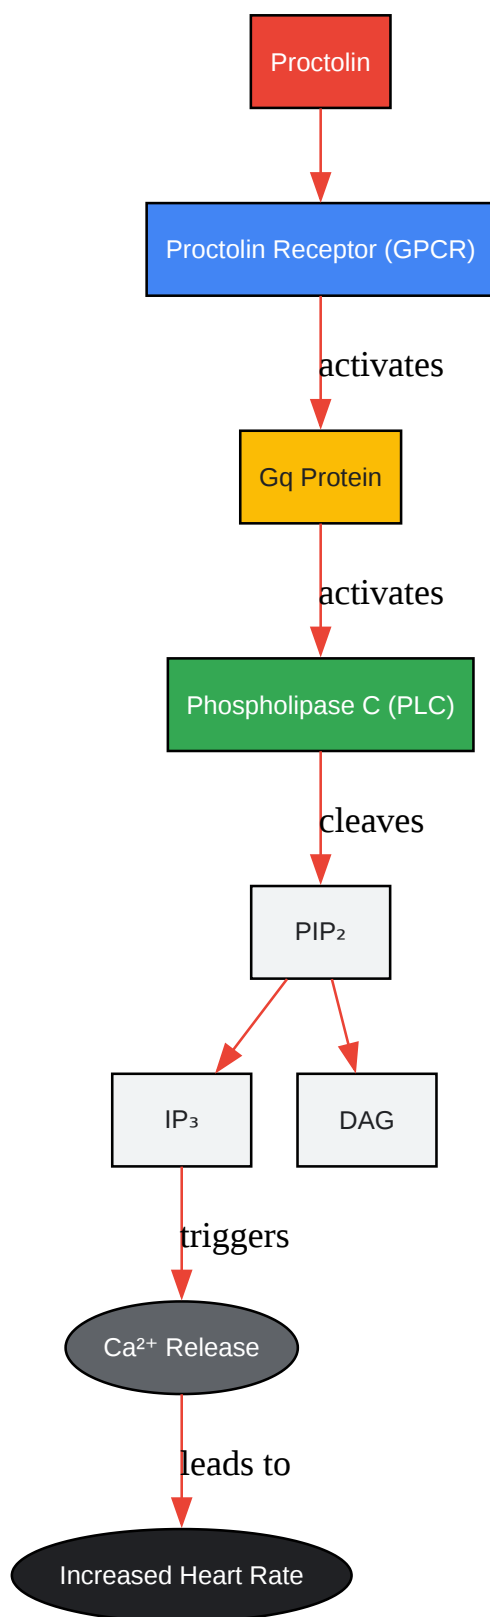 Proctolin
Proctolin Receptor (GPCR)
activates
Gq Protein
activates
Phospholipase C (PLC)
cleaves
PIP₂
IP₃
DAG
triggers
Ca²⁺ Release
leads to
Increased Heart Rate